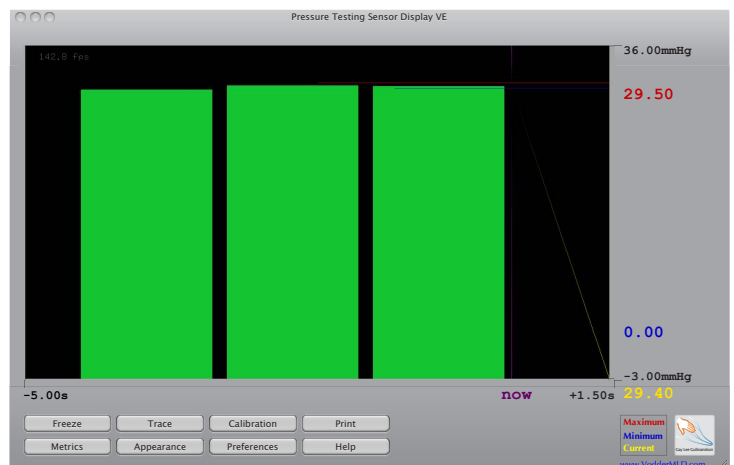 Pressure Testing Sensor Display VE
142.8 fps
36.00mmHg
29.50
0.00
-3.00mmHg
29.40
-5.00s
now
+1.50s
Freeze
Trace
Calibration
Print
Metrics
Appearance
Preferences
Help
Maximum
Minimum
Current
www.VodderMLD.com